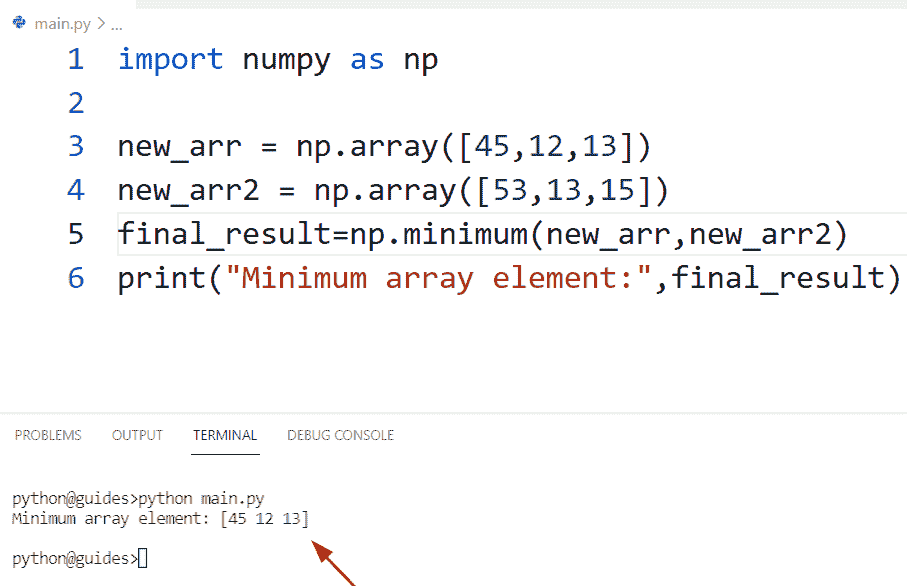 main.py > ...
1 import numpy as np
2
3 new_arr = np.array([45,12,13])
4 new_arr2 = np.array([53,13,15])
5 final_result=np.minimum(new_arr,new_arr2)
6 print("Minimum array element:",final_result)
PROBLEMS OUTPUT TERMINAL DEBUG CONSOLE
python@guides>python main.py
Minimum array element: [45 12 13]
python@guides>